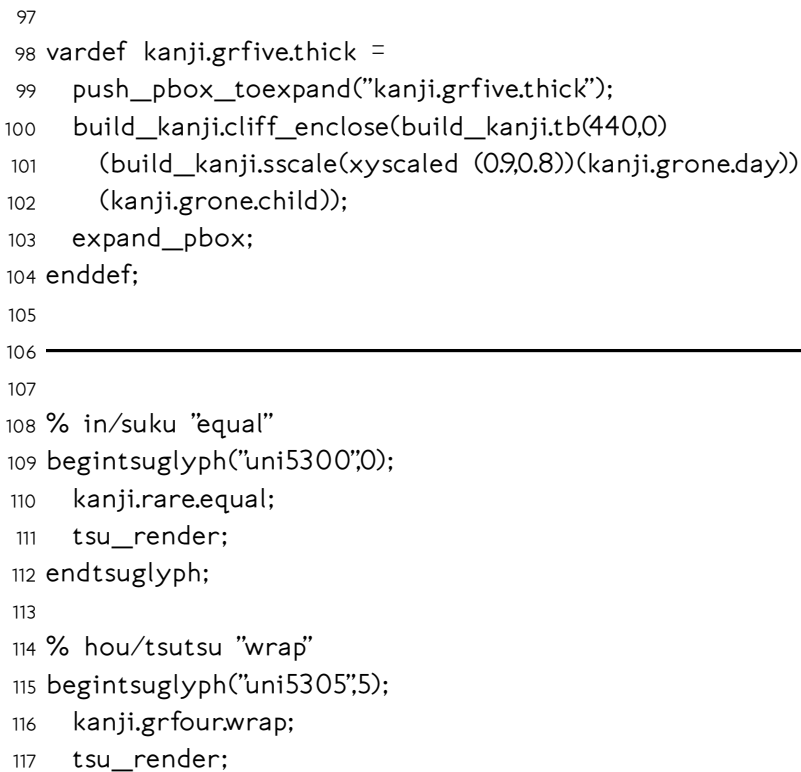 97
98 vardef kanji.grfive.thick =
99 push_pbox_toexpand("kanji.grfive.thick");
100 build_kanji.cliff_enclose(build_kanji.tb(440,0)
101 (build_kanji.sscale(xyscaled (0.9,0.8))(kanji.grone.day))
102 (kanji.grone.child));
103 expand_pbox;
104 enddef;
105
106
107
108 % in/suku "equal"
109 begintsuglyph("uni5300",0);
110 kanji.rare.equal;
111 tsu_render;
112 endtsuglyph;
113
114 % hou/tsutsu "wrap"
115 begintsuglyph("uni5305",5);
116 kanji.grfour.wrap;
117 tsu_render;